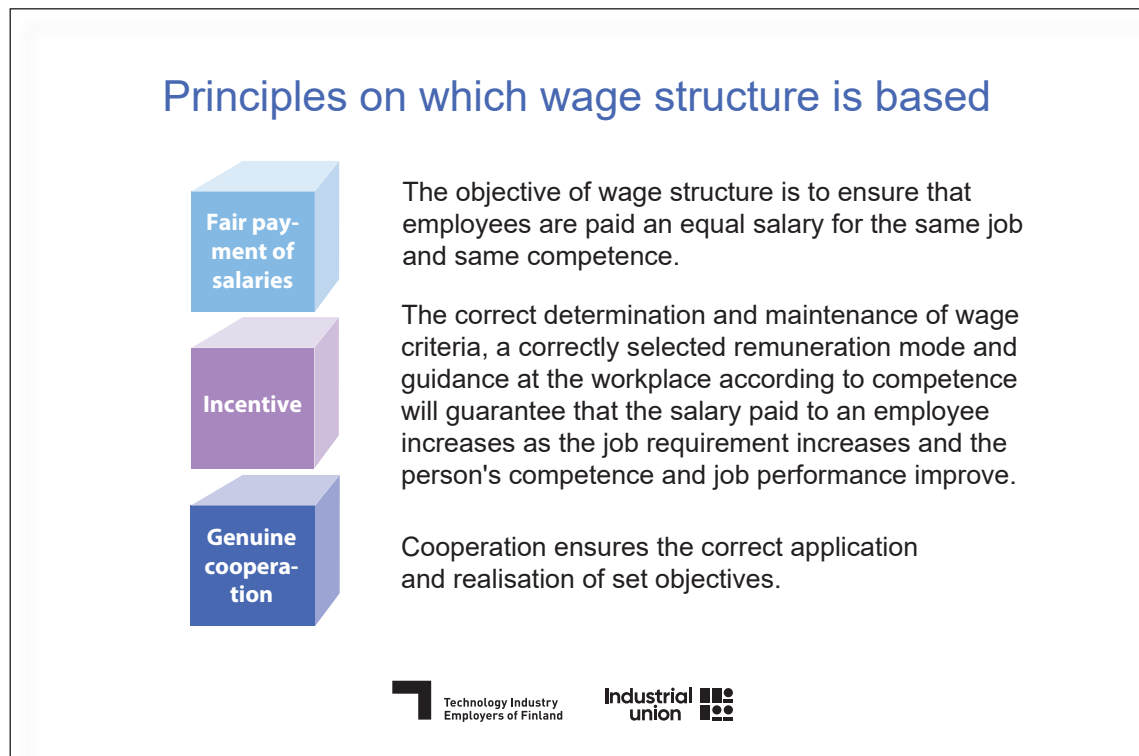 Principles on which wage structure is based
Fair pay-
ment of
salaries
The objective of wage structure is to ensure that
employees are paid an equal salary for the same job
and same competence.
Incentive
The correct determination and maintenance of wage
criteria, a correctly selected remuneration mode and
guidance at the workplace according to competence
will guarantee that the salary paid to an employee
increases as the job requirement increases and the
person's competence and job performance improve.
Genuine
coopera-
tion
Cooperation ensures the correct application
and realisation of set objectives.
Technology Industry
Employers of Finland
Industrial
union